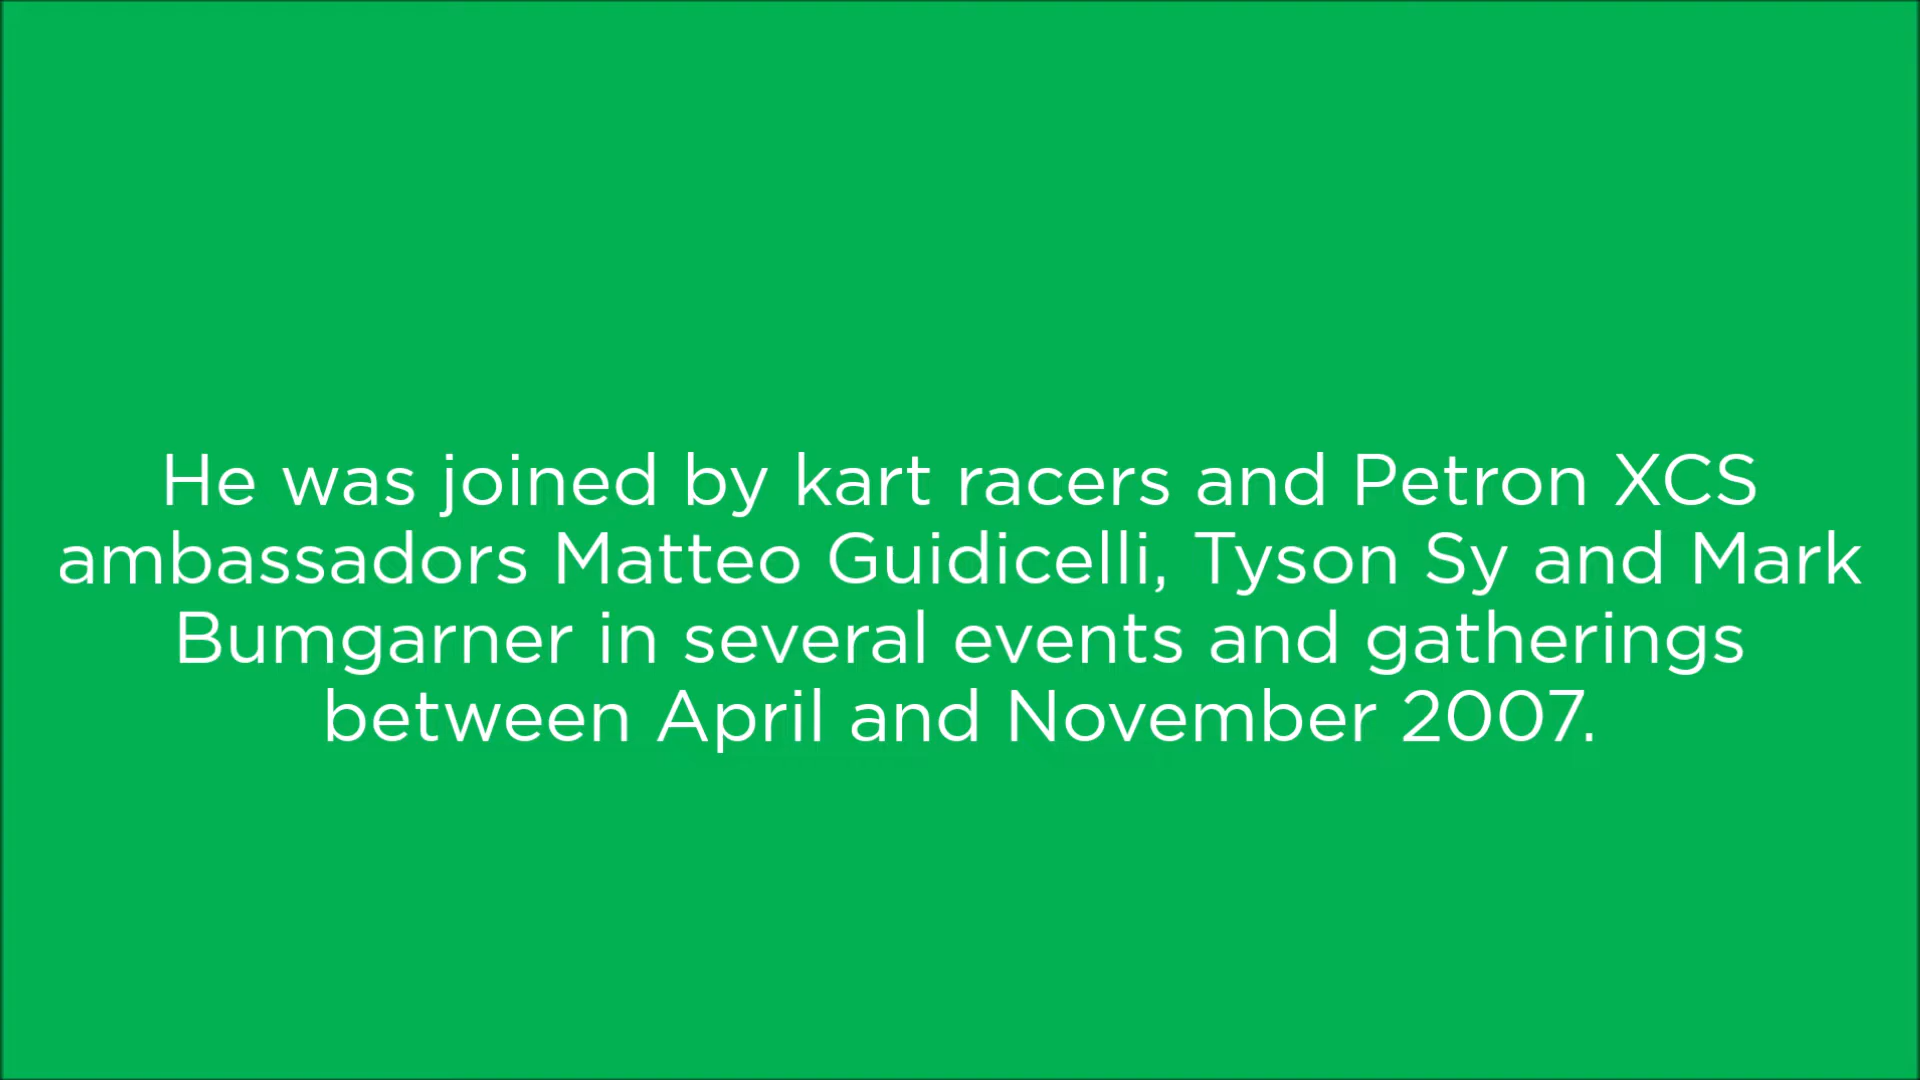 He was joined by kart racers and Petron XCS
ambassadors Matteo Guidicelli, Tyson Sy and Mark
Bumgarner in several events and gatherings
between April and November 2007.